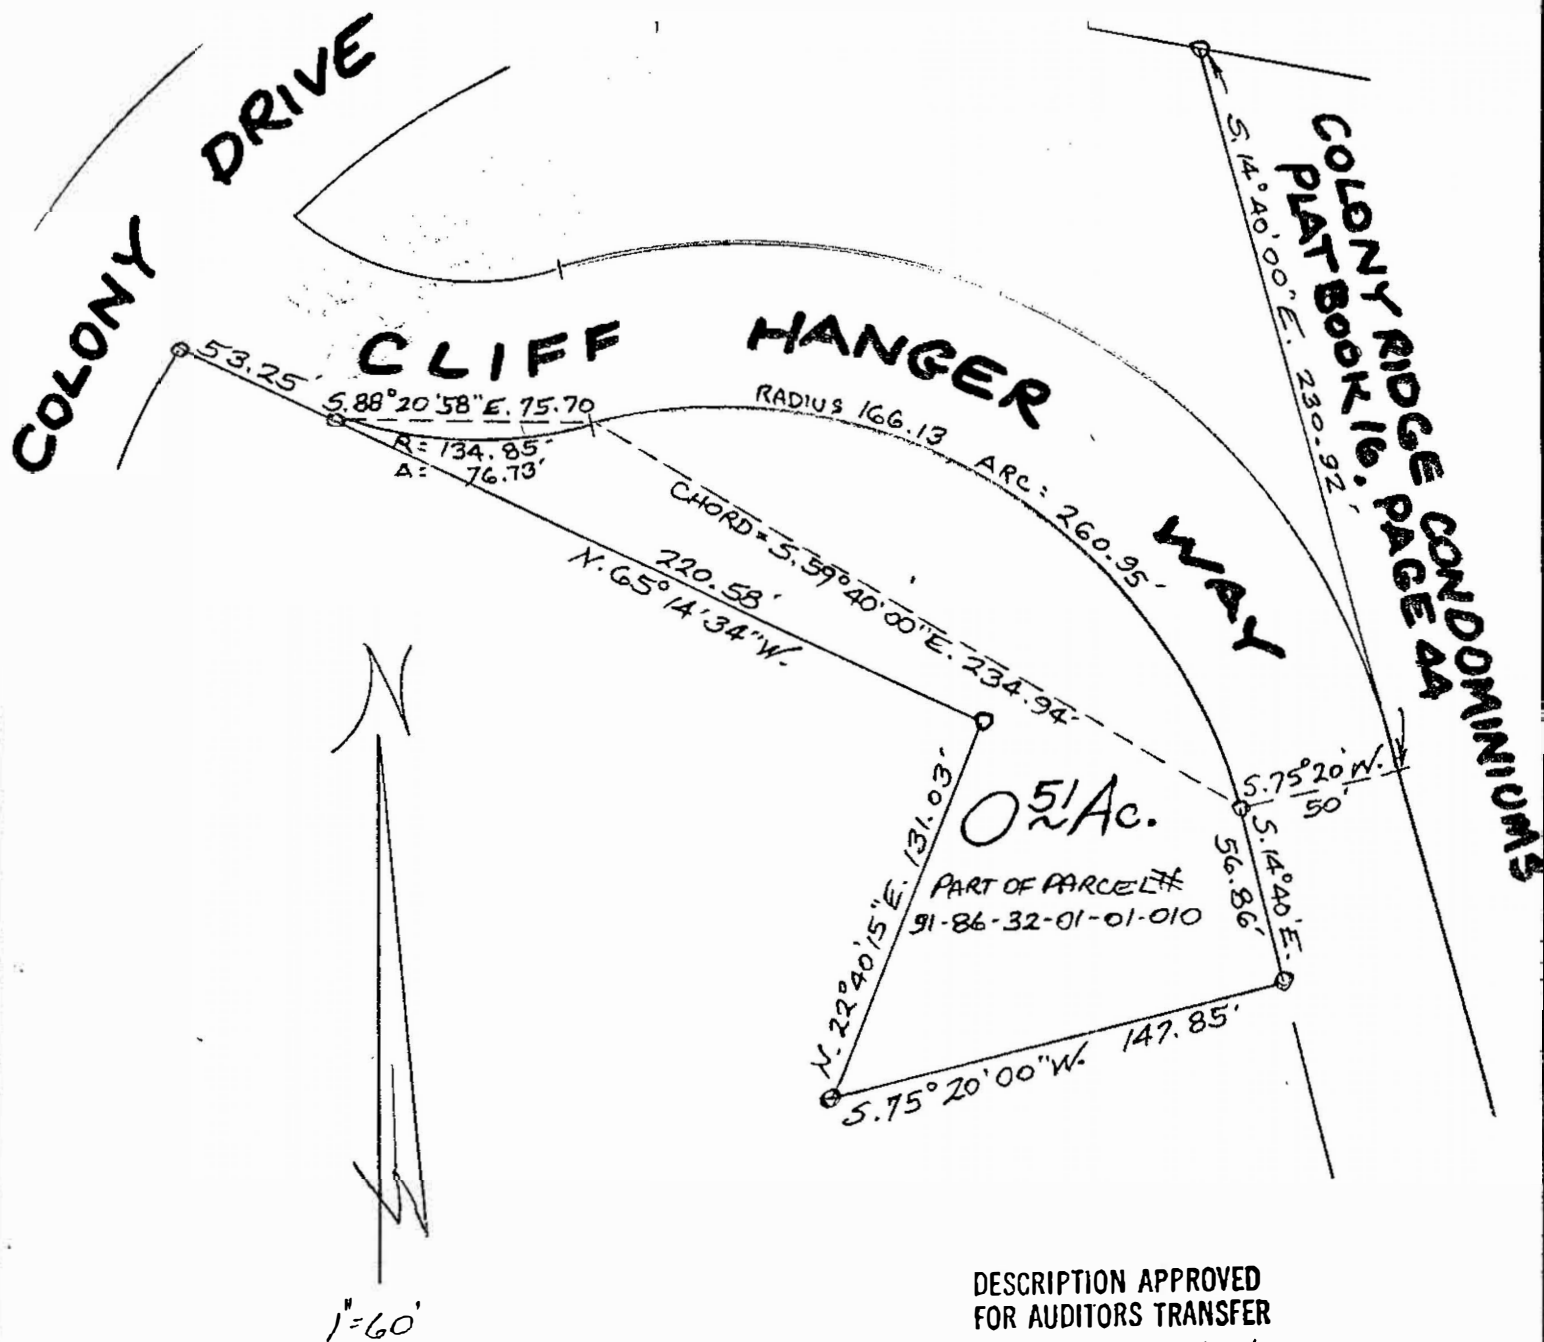 COLONY DRIVE
CLIFF HANGER WAY
COLONY RIDGE CONDOMINIUMS
PLAT BOOK 16. PAGE 44
S. 14° 40' 00" E. 230.92'
53.25'
S. 88° 20' 58" E. 75.70
R = 134.85'
A = 76.73'
RADIUS 166.13 ARC = 260.95'
CHORD = S. 59° 40' 00" E. 234.94'
220.58'
N. 65° 14' 34" W.
S. 75° 20' W.
50'
S. 14° 40' E.
56.86'
N. 22° 40' 15" E. 131.03'
0 51 Ac.
PART OF PARCEL #
91-86-32-01-01-010
S. 75° 20' 00" W. 147.85'
N
1" = 60'
DESCRIPTION APPROVED
FOR AUDITORS TRANSFER